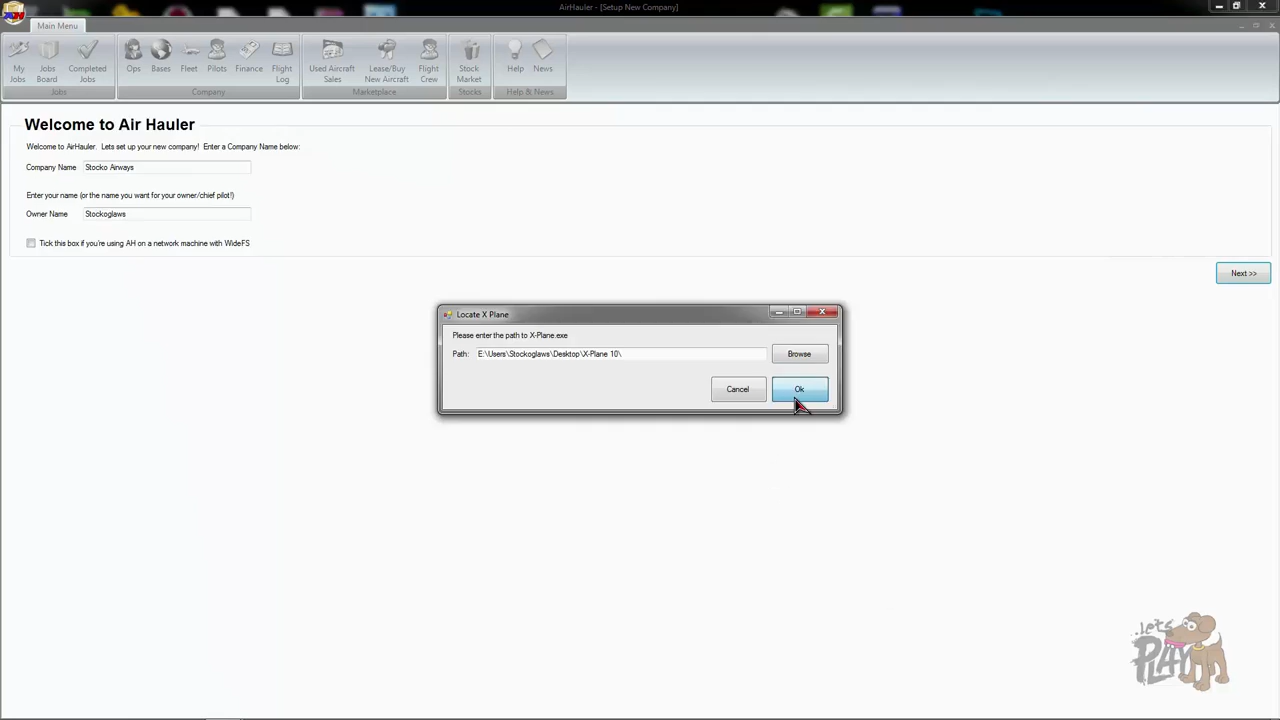 AirHauler - [Setup New Company]
Main Menu
My Jobs
Jobs Board
Completed Jobs
Ops
Bases
Fleet
Pilots
Finance
Flight Log
Used Aircraft Sales
Lease/Buy New Aircraft
Flight Crew
Stock Market
Help
News
Jobs
Company
Marketplace
Stocks
Help & News
Welcome to Air Hauler
Welcome to AirHauler. Lets set up your new company! Enter a Company Name below:
Company Name Stocko Airways
Enter your name (or the name you want for your owner/chief pilot!)
Owner Name Stockoglaws
Tick this box if you're using AH on a network machine with WideFS
Next >>
Locate X Plane
Please enter the path to X-Plane.exe
Path: E:\Users\Stockoglaws\Desktop\X-Plane 10\
Browse
Cancel
Ok
..lets
PLAY